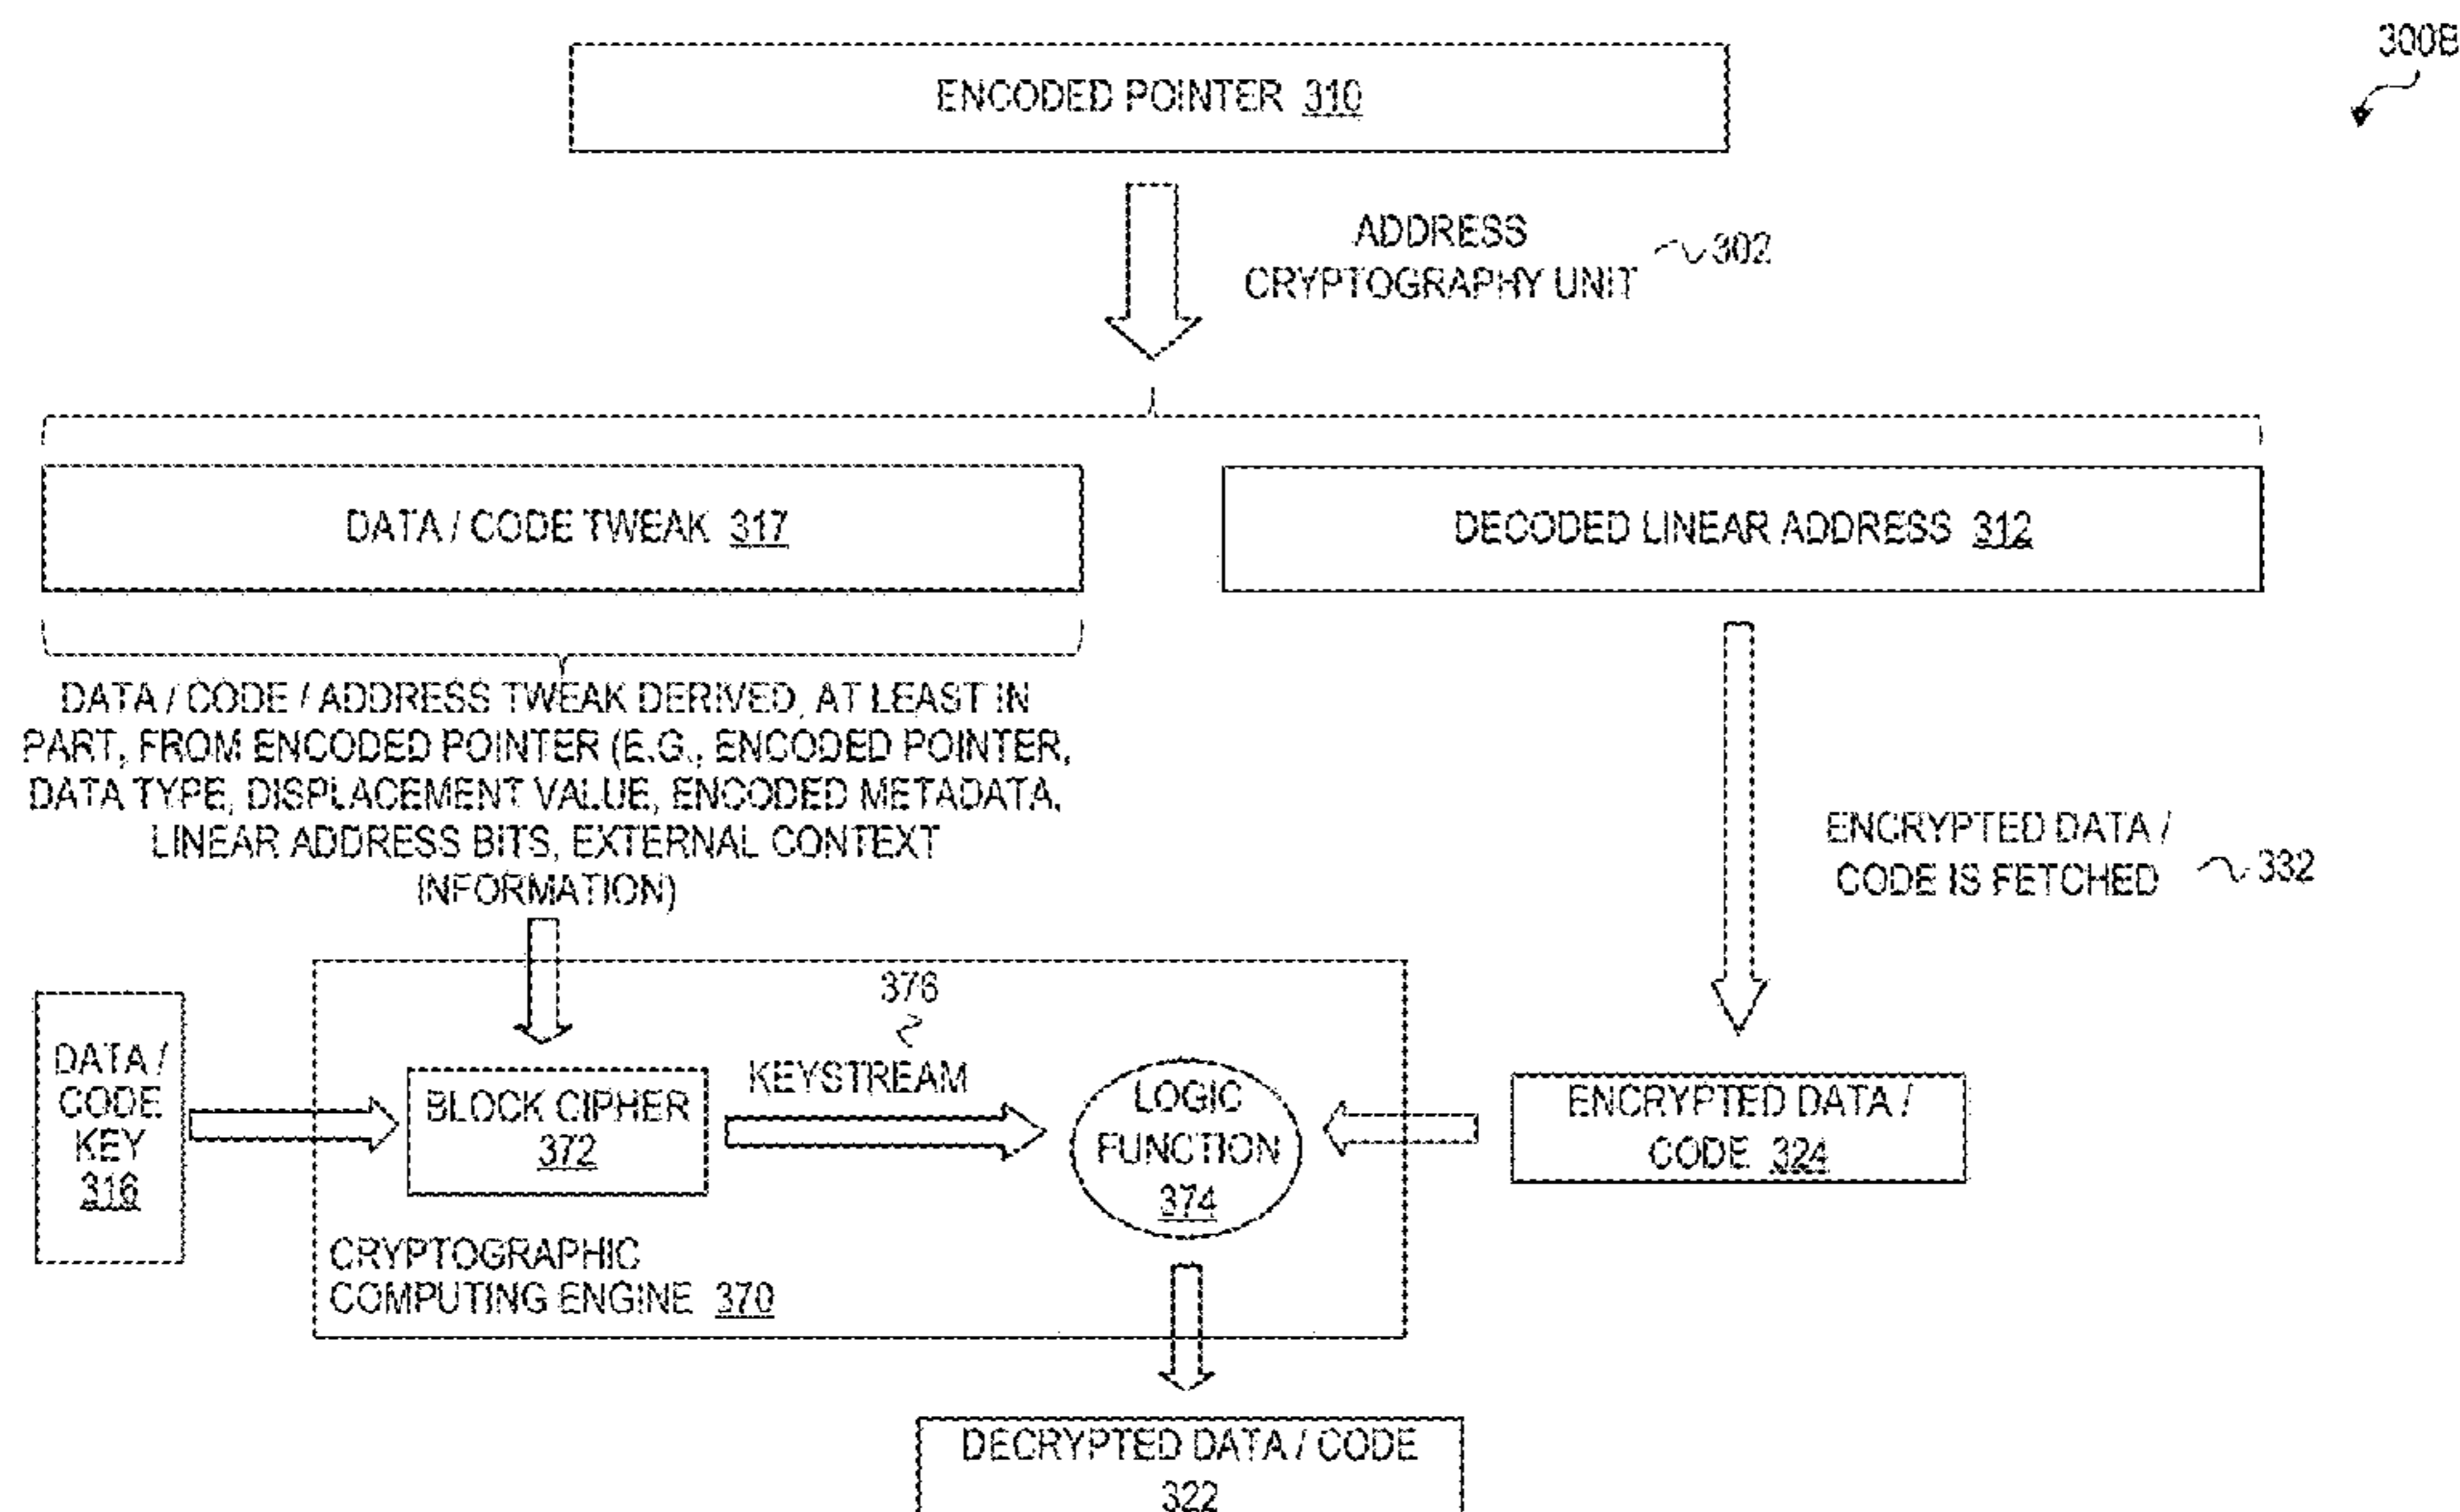 300B
ENCODED POINTER 310
ADDRESS
CRYPTOGRAPHY UNIT 302
DATA / CODE TWEAK 317
DECODED LINEAR ADDRESS 312
DATA / CODE / ADDRESS TWEAK DERIVED, AT LEAST IN
PART, FROM ENCODED POINTER (E.G., ENCODED POINTER,
DATA TYPE, DISPLACEMENT VALUE, ENCODED METADATA,
LINEAR ADDRESS BITS, EXTERNAL CONTEXT
INFORMATION)
ENCRYPTED DATA /
CODE IS FETCHED 332
DATA /
CODE
KEY
316
BLOCK CIPHER
372
376
KEYSTREAM
LOGIC
FUNCTION
374
ENCRYPTED DATA /
CODE 324
CRYPTOGRAPHIC
COMPUTING ENGINE 370
DECRYPTED DATA / CODE
322